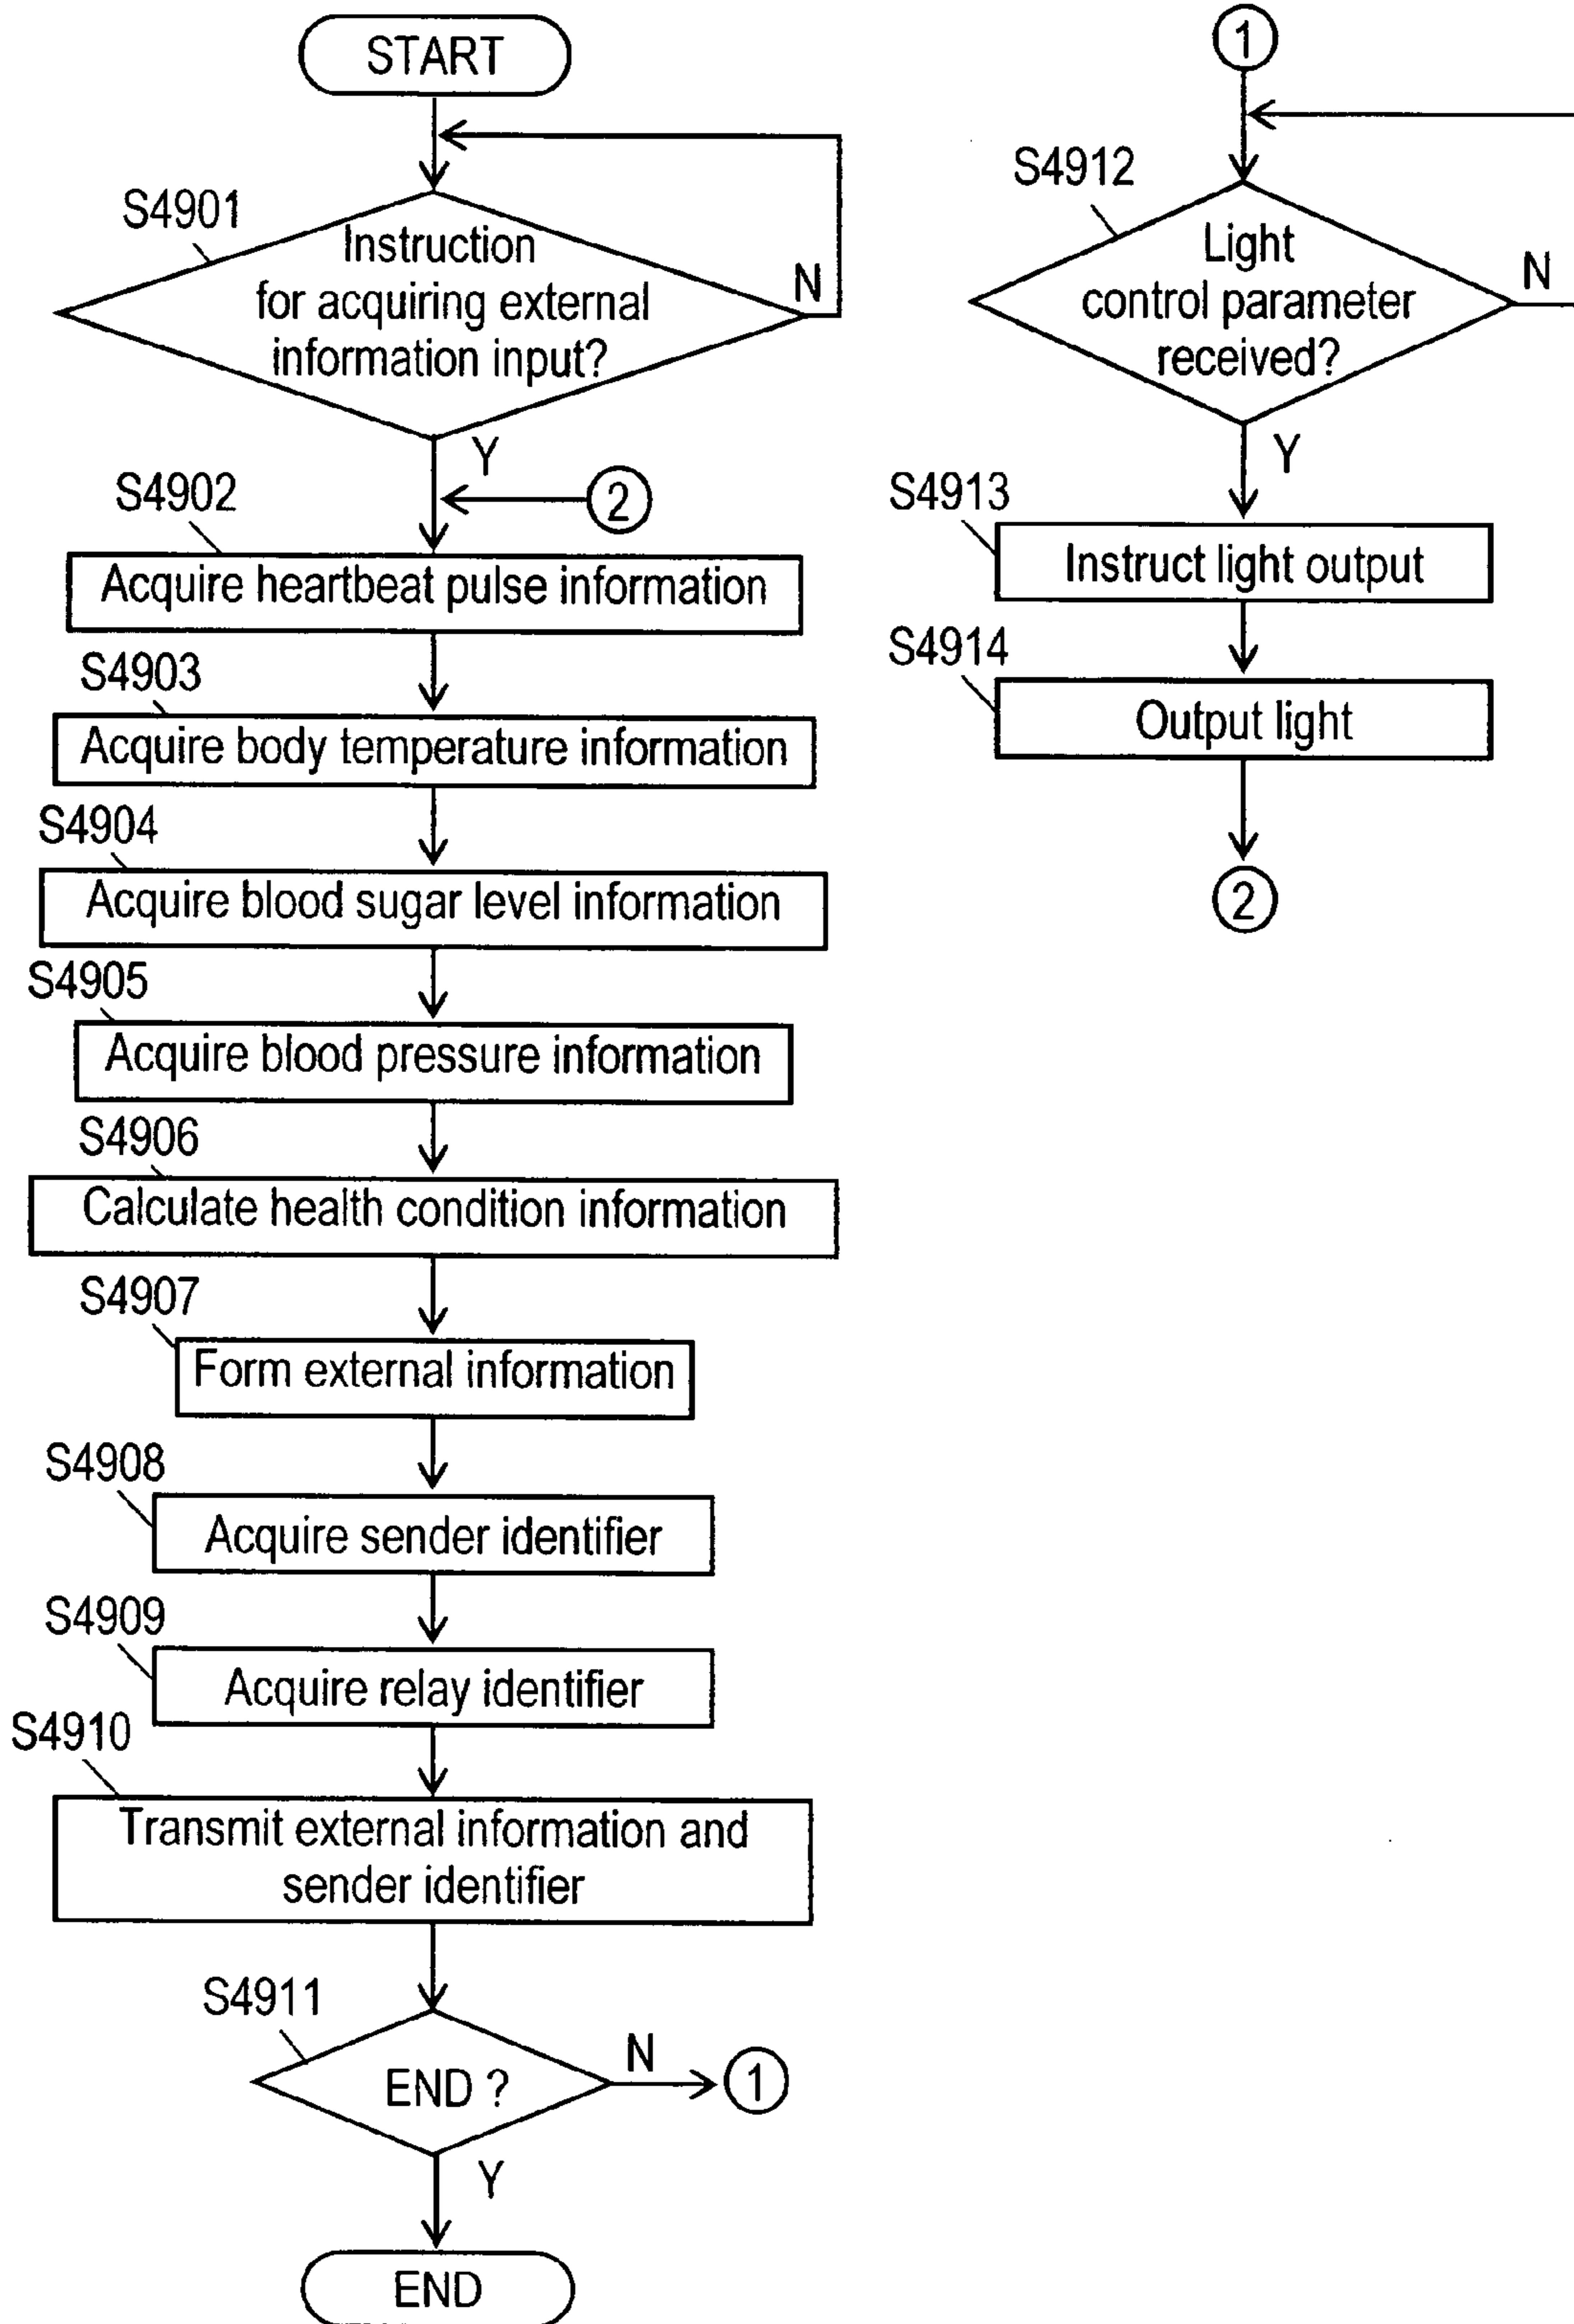 START
S4901
Instruction
for acquiring external
information input?
N
Y
2
S4902
Acquire heartbeat pulse information
S4903
Acquire body temperature information
S4904
Acquire blood sugar level information
S4905
Acquire blood pressure information
S4906
Calculate health condition information
S4907
Form external information
S4908
Acquire sender identifier
S4909
Acquire relay identifier
S4910
Transmit external information and
sender identifier
S4911
END ?
N
1
Y
END
1
S4912
Light
control parameter
received?
N
Y
S4913
Instruct light output
S4914
Output light
2